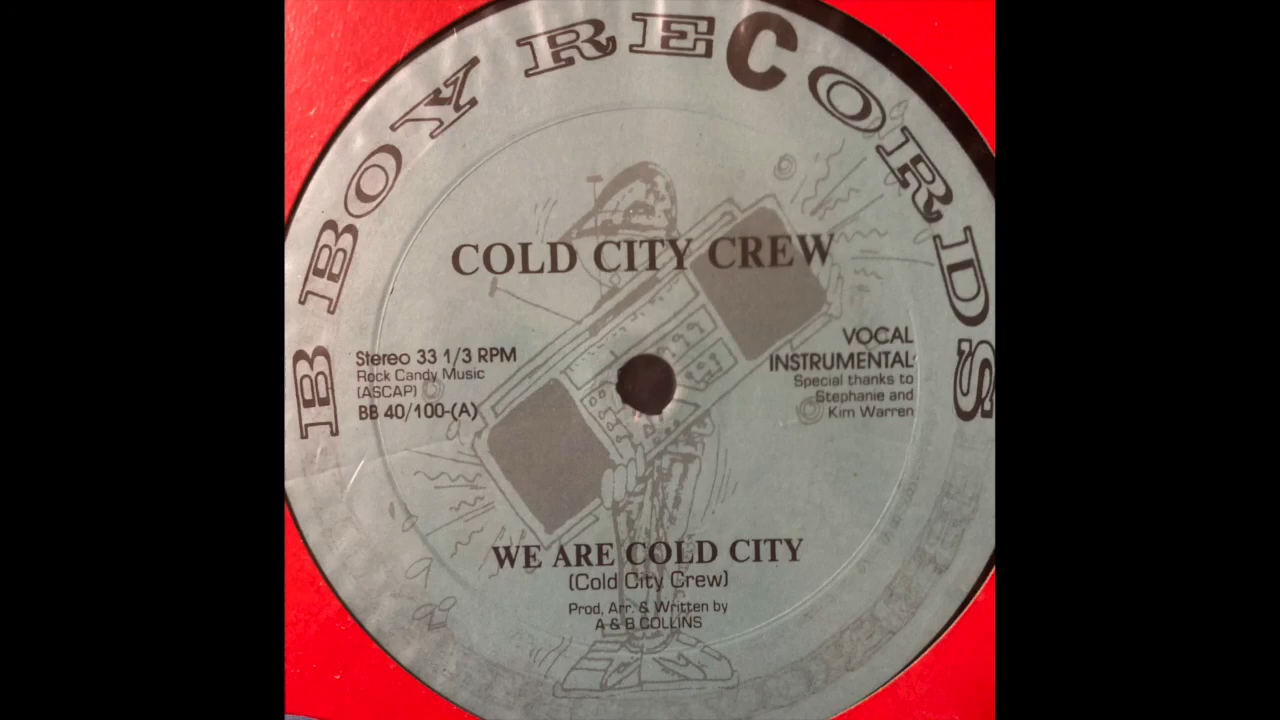 B BOY RECORDS
COLD CITY CREW
Stereo 33 1/3 RPM
Rock Candy Music
(ASCAP)
BB 40/100-(A)
VOCAL
INSTRUMENTAL
Special thanks to
Stephanie and
Kim Warren
WE ARE COLD CITY
(Cold City Crew)
Prod, Arr. & Written by
A & B COLLINS